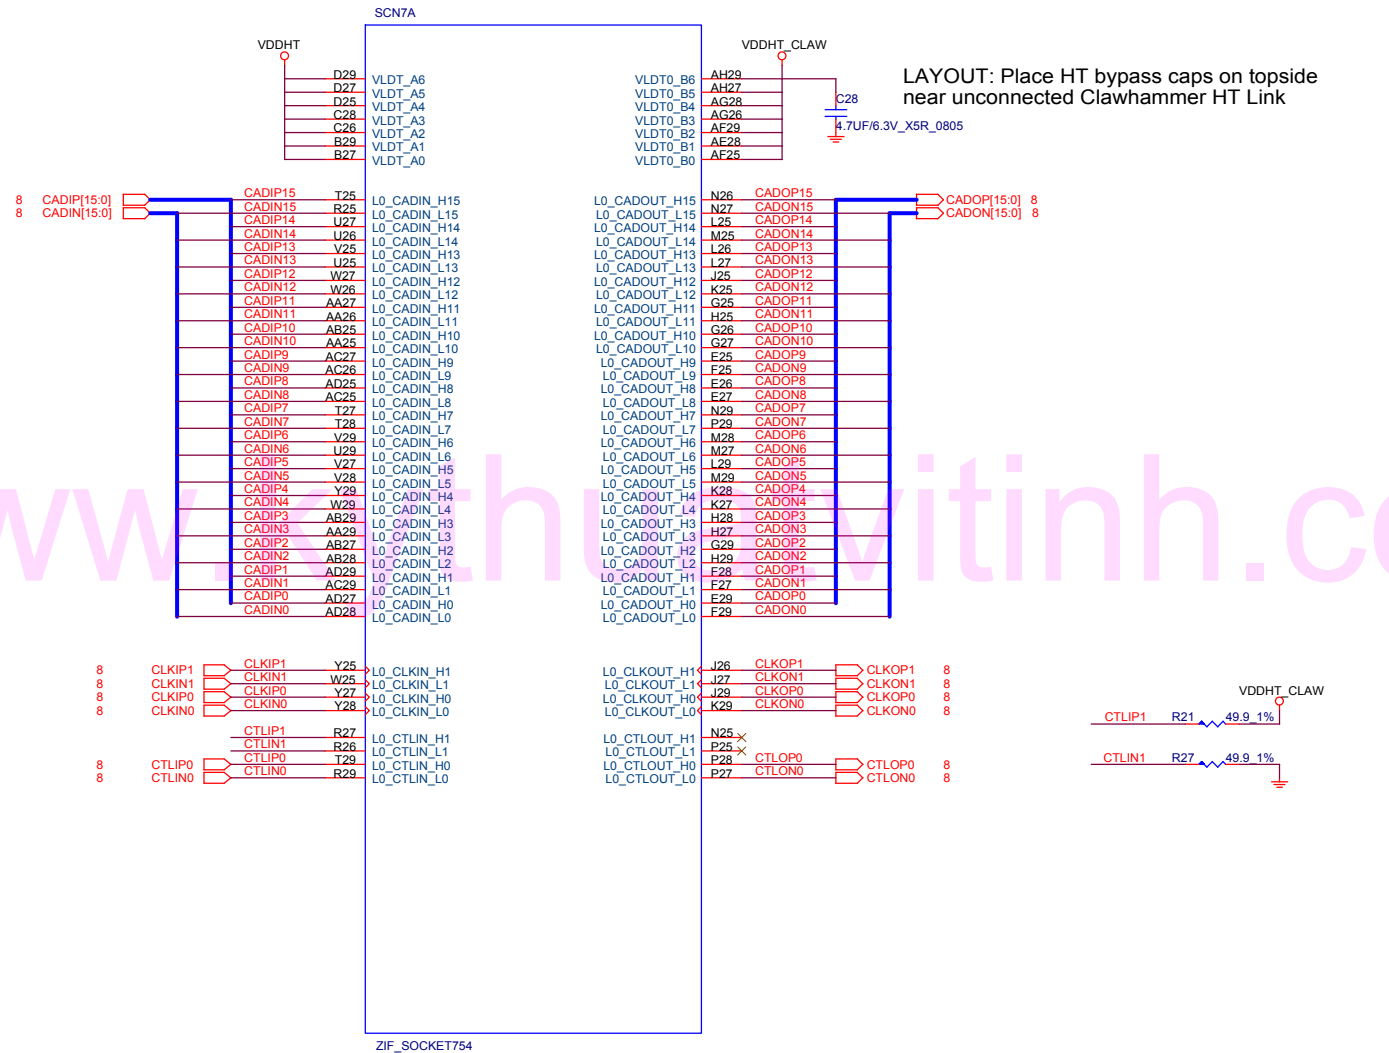 SCN7A
VDDHT
VDDHT_CLAW
LAYOUT: Place HT bypass caps on topside
near unconnected Clawhammer HT Link
D29 VLDT_A6 VLDT0_B6 AH29
D27 VLDT_A5 VLDT0_B5 AH27
D25 VLDT_A4 VLDT0_B4 AG28
C28 VLDT_A3 VLDT0_B3 AG26
C26 VLDT_A2 VLDT0_B2 AF29
B29 VLDT_A1 VLDT0_B1 AE28
B27 VLDT_A0 VLDT0_B0 AF25
C28
4.7UF/6.3V_X5R_0805
8 CADIP[15:0]
8 CADIN[15:0]
CADOP[15:0] 8
CADON[15:0] 8
CADIP15 T25 L0_CADIN_H15 L0_CADOUT_H15 N26 CADOP15
CADIN15 R25 L0_CADIN_L15 L0_CADOUT_L15 N27 CADON15
CADIP14 U27 L0_CADIN_H14 L0_CADOUT_H14 L25 CADOP14
CADIN14 U26 L0_CADIN_L14 L0_CADOUT_L14 M25 CADON14
CADIP13 V25 L0_CADIN_H13 L0_CADOUT_H13 L26 CADOP13
CADIN13 U25 L0_CADIN_L13 L0_CADOUT_L13 L27 CADON13
CADIP12 W27 L0_CADIN_H12 L0_CADOUT_H12 J25 CADOP12
CADIN12 W26 L0_CADIN_L12 L0_CADOUT_L12 K25 CADON12
CADIP11 AA27 L0_CADIN_H11 L0_CADOUT_H11 G25 CADOP11
CADIN11 AA26 L0_CADIN_L11 L0_CADOUT_L11 H25 CADON11
CADIP10 AB25 L0_CADIN_H10 L0_CADOUT_H10 G26 CADOP10
CADIN10 AA25 L0_CADIN_L10 L0_CADOUT_L10 G27 CADON10
CADIP9 AC27 L0_CADIN_H9 L0_CADOUT_H9 E25 CADOP9
CADIN9 AC26 L0_CADIN_L9 L0_CADOUT_L9 F25 CADON9
CADIP8 AD25 L0_CADIN_H8 L0_CADOUT_H8 E26 CADOP8
CADIN8 AC25 L0_CADIN_L8 L0_CADOUT_L8 E27 CADON8
CADIP7 T27 L0_CADIN_H7 L0_CADOUT_H7 N29 CADOP7
CADIN7 T28 L0_CADIN_L7 L0_CADOUT_L7 P29 CADON7
CADIP6 V29 L0_CADIN_H6 L0_CADOUT_H6 M28 CADOP6
CADIN6 U29 L0_CADIN_L6 L0_CADOUT_L6 M27 CADON6
CADIP5 V27 L0_CADIN_H5 L0_CADOUT_H5 L29 CADOP5
CADIN5 V28 L0_CADIN_L5 L0_CADOUT_L5 M29 CADON5
CADIP4 Y29 L0_CADIN_H4 L0_CADOUT_H4 K28 CADOP4
CADIN4 W29 L0_CADIN_L4 L0_CADOUT_L4 K27 CADON4
CADIP3 AB29 L0_CADIN_H3 L0_CADOUT_H3 H28 CADOP3
CADIN3 AA29 L0_CADIN_L3 L0_CADOUT_L3 H27 CADON3
CADIP2 AB27 L0_CADIN_H2 L0_CADOUT_H2 G29 CADOP2
CADIN2 AB28 L0_CADIN_L2 L0_CADOUT_L2 H29 CADON2
CADIP1 AD29 L0_CADIN_H1 L0_CADOUT_H1 F28 CADOP1
CADIN1 AC29 L0_CADIN_L1 L0_CADOUT_L1 F27 CADON1
CADIP0 AD27 L0_CADIN_H0 L0_CADOUT_H0 E29 CADOP0
CADIN0 AD28 L0_CADIN_L0 L0_CADOUT_L0 F29 CADON0
8 CLKIP1 CLKIP1 Y25 L0_CLKIN_H1 L0_CLKOUT_H1 J26 CLKOP1 CLKOP1 8
8 CLKIN1 CLKIN1 W25 L0_CLKIN_L1 L0_CLKOUT_L1 J27 CLKON1 CLKON1 8
8 CLKIP0 CLKIP0 Y27 L0_CLKIN_H0 L0_CLKOUT_H0 J29 CLKOP0 CLKOP0 8
8 CLKIN0 CLKIN0 Y28 L0_CLKIN_L0 L0_CLKOUT_L0 K29 CLKON0 CLKON0 8
CTLIP1 R27 L0_CTLIN_H1 L0_CTLOUT_H1 N25
CTLIN1 R26 L0_CTLIN_L1 L0_CTLOUT_L1 P25
8 CTLIP0 CTLIP0 T29 L0_CTLIN_H0 L0_CTLOUT_H0 P28 CTLOP0 CTLOP0 8
8 CTLIN0 CTLIN0 R29 L0_CTLIN_L0 L0_CTLOUT_L0 P27 CTLON0 CTLON0 8
VDDHT_CLAW
CTLIP1 R21 49.9_1%
CTLIN1 R27 49.9_1%
ZIF_SOCKET754